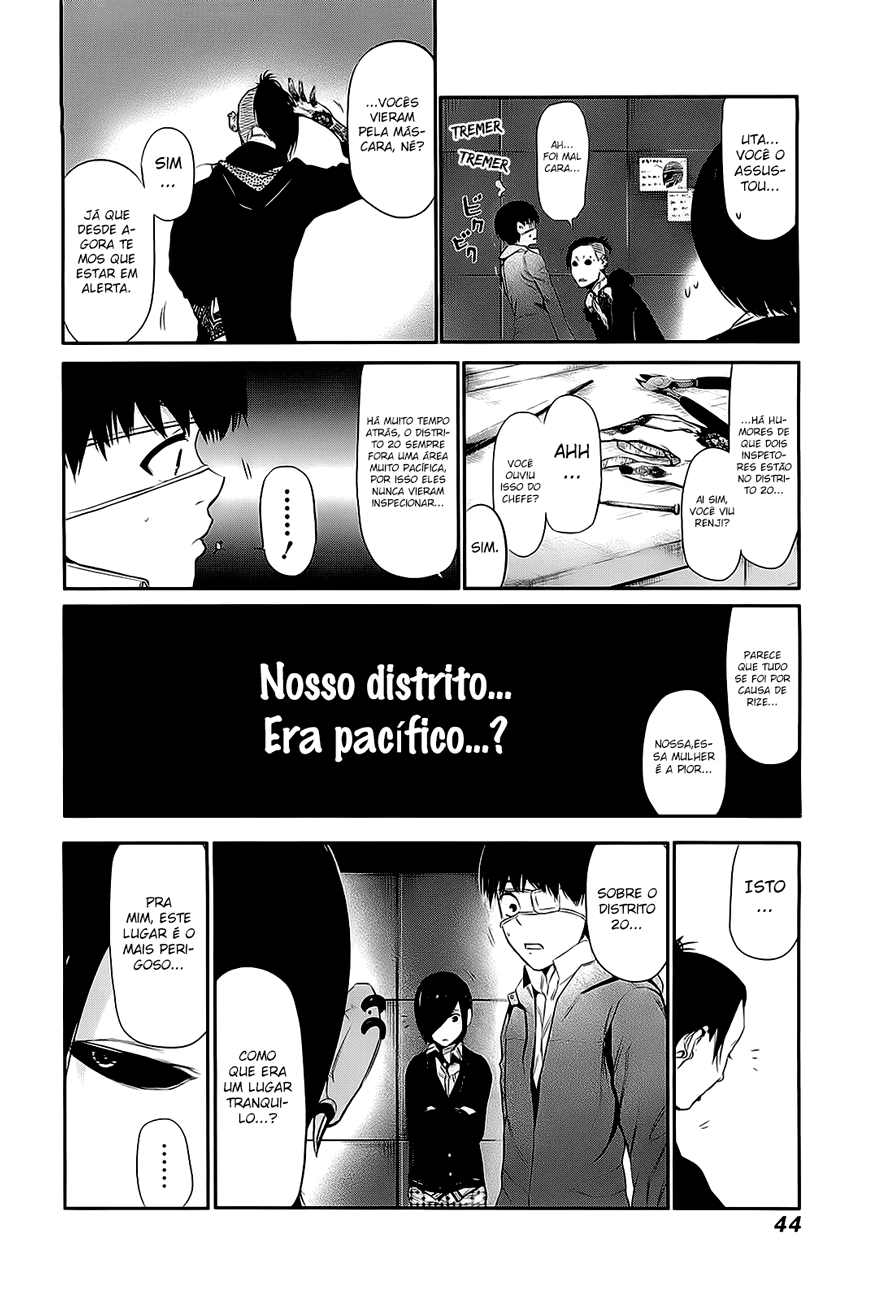 UTA...
VOCÊ O
ASSUS-
TOU...
AH...
FOI MAL
CARA...
TREMER
TREMER
ビクッ
ビク
...VOCÊS
VIERAM
PELA MÁS-
CARA, NÉ?
SIM
...
JÁ QUE
DESDE A-
GORA TE
MOS QUE
ESTAR EM
ALERTA.
...HÁ HU-
MORES DE
QUE DOIS
INSPETO-
RES ESTÃO
NO DISTRI-
TO 20...
AI SIM,
VOCÊ VIU
RENJI?
AHH
...
VOCÊ
OUVIU
ISSO DO
CHEFE?
SIM.
HÁ MUITO TEMPO
ATRÁS, O DISTRI-
TO 20 SEMPRE
FORA UMA ÁREA
MUITO PACÍFICA,
POR ISSO ELES
NUNCA VIERAM
INSPECIONAR...
......!
PARECE
QUE TUDO
SE FOI POR
CAUSA DE
RIZE...
NOSSA,ES-
SA MULHER
É A PIOR...
Nosso distrito...
Era pacífico...?
ISTO
...
SOBRE O
DISTRITO
20...
COMO
QUE ERA
UM LUGAR
TRANQUI-
LO...?
PRA
MIM, ESTE
LUGAR É O
MAIS PERI-
GOSO...
......
44